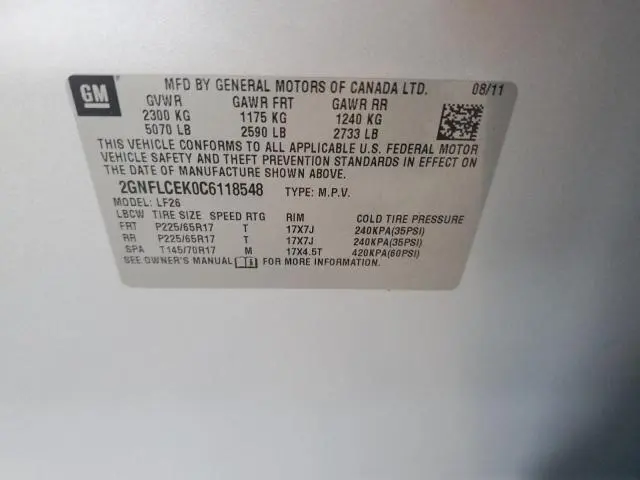 GM
MFD BY GENERAL MOTORS OF CANADA LTD. 08/11
GVWR GAWR FRT GAWR RR
2300 KG 1175 KG 1240 KG
5070 LB 2590 LB 2733 LB
THIS VEHICLE CONFORMS TO ALL APPLICABLE U.S. FEDERAL MOTOR
VEHICLE SAFETY AND THEFT PREVENTION STANDARDS IN EFFECT ON
THE DATE OF MANUFACTURE SHOWN ABOVE.
2GNFLCEK0C6118548 TYPE: M.P.V.
MODEL: LF26
LBCW TIRE SIZE SPEED RTG RIM COLD TIRE PRESSURE
FRT P225/65R17 T 17X7J 240KPA(35PSI)
RR P225/65R17 T 17X7J 240KPA(35PSI)
SPA T145/70R17 M 17X4.5T 420KPA(60PSI)
SEE OWNER'S MANUAL FOR MORE INFORMATION.